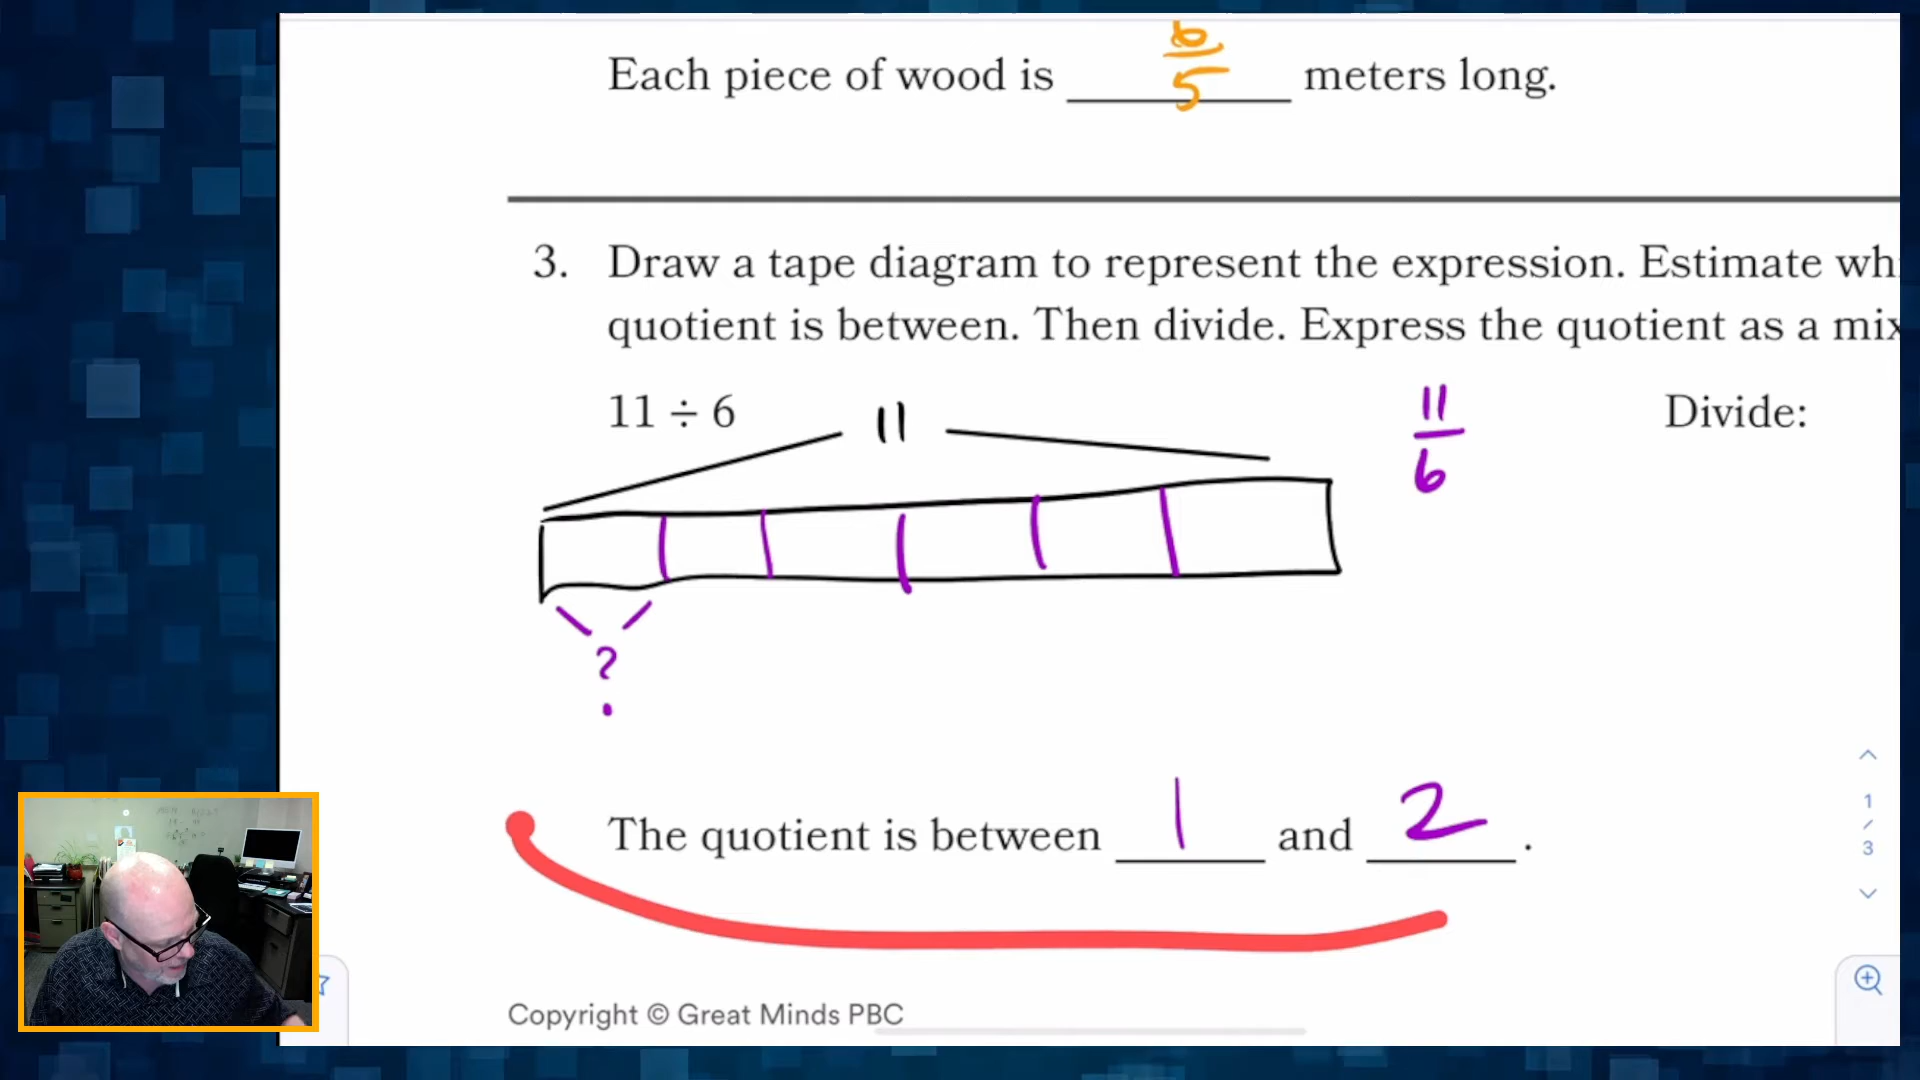 6
Each piece of wood is ____ meters long.
5
3. Draw a tape diagram to represent the expression. Estimate wh
quotient is between. Then divide. Express the quotient as a mix
11 ÷ 6
11
11
6
Divide:
?
The quotient is between 1 and 2.
1
/
3
Copyright © Great Minds PBC